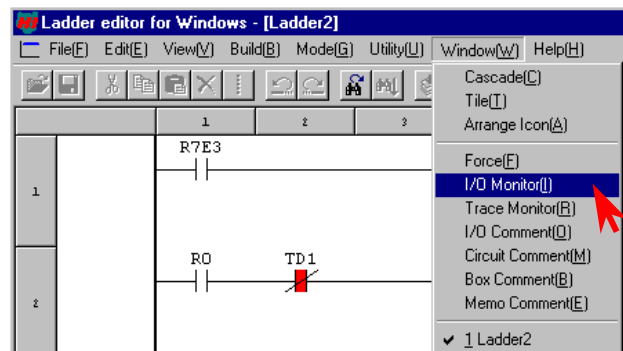 Ladder editor for Windows - [Ladder2]
File(F) Edit(E) View(V) Build(B) Mode(G) Utility(U) Window(W) Help(H)
Cascade(C)
Tile(T)
Arrange Icon(A)
Force(F)
I/O Monitor(I)
Trace Monitor(R)
I/O Comment(O)
Circuit Comment(M)
Box Comment(B)
Memo Comment(E)
1 Ladder2
1 2 3
R7E3
1
R0 TD1
2